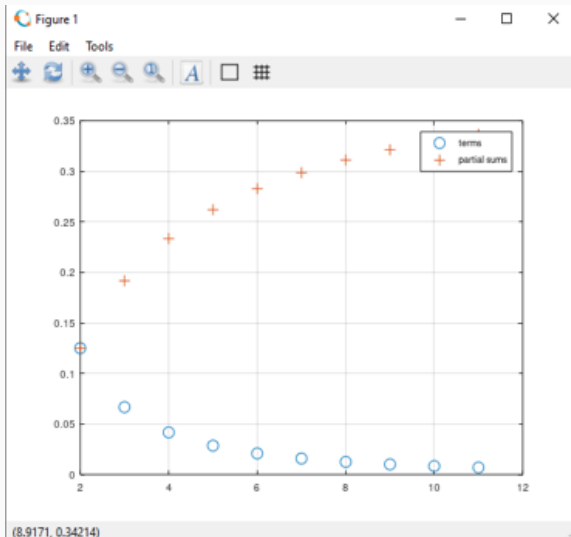 Figure 1
File Edit Tools
A
0.35
0.3
0.25
0.2
0.15
0.1
0.05
0
2 4 6 8 10 12
terms
partial sums
(8.9171, 0.34214)